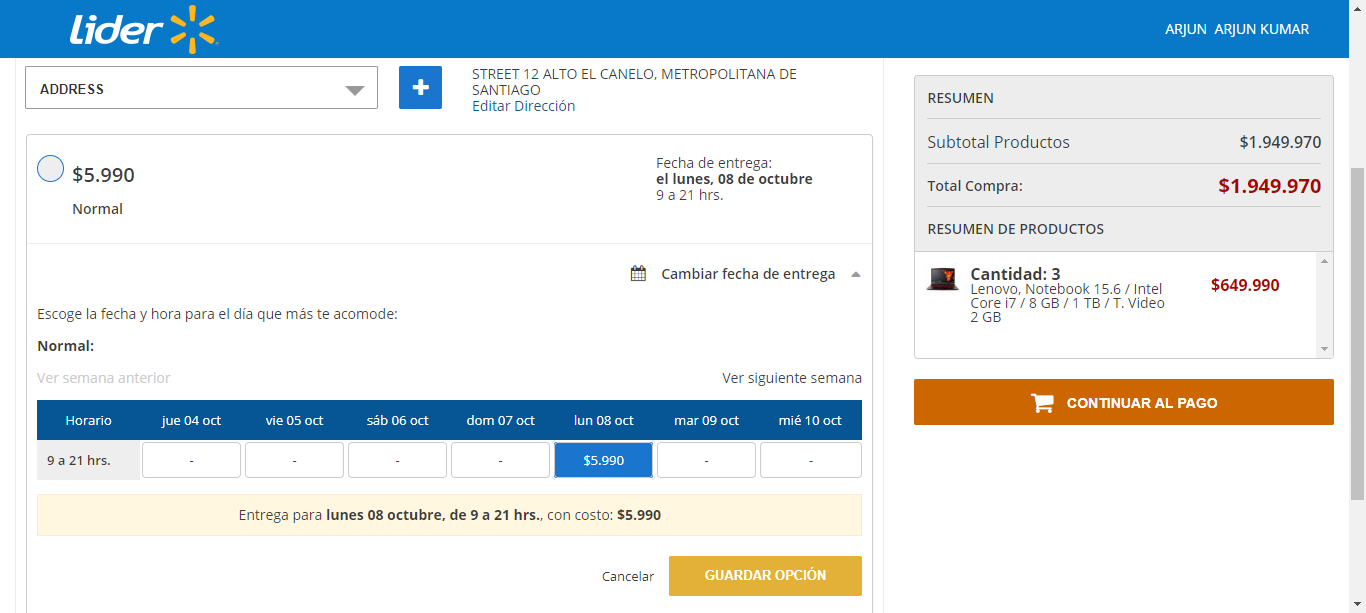 Lider
ARJUN ARJUN KUMAR
ADDRESS
+
STREET 12 ALTO EL CANELO, METROPOLITANA DE
SANTIAGO
Editar Dirección
$5.990
Normal
Fecha de entrega:
el lunes, 08 de octubre
9 a 21 hrs.
Cambiar fecha de entrega
Escoge la fecha y hora para el día que más te acomode:
Normal:
Ver semana anterior Ver siguiente semana
Horario jue 04 oct vie 05 oct sáb 06 oct dom 07 oct lun 08 oct mar 09 oct mié 10 oct
9 a 21 hrs. - - - - $5.990 - -
Entrega para lunes 08 octubre, de 9 a 21 hrs., con costo: $5.990
Cancelar GUARDAR OPCIÓN
RESUMEN
Subtotal Productos $1.949.970
Total Compra: $1.949.970
RESUMEN DE PRODUCTOS
Cantidad: 3
Lenovo, Notebook 15.6 / Intel
Core i7 / 8 GB / 1 TB / T. Video
2 GB
$649.990
CONTINUAR AL PAGO